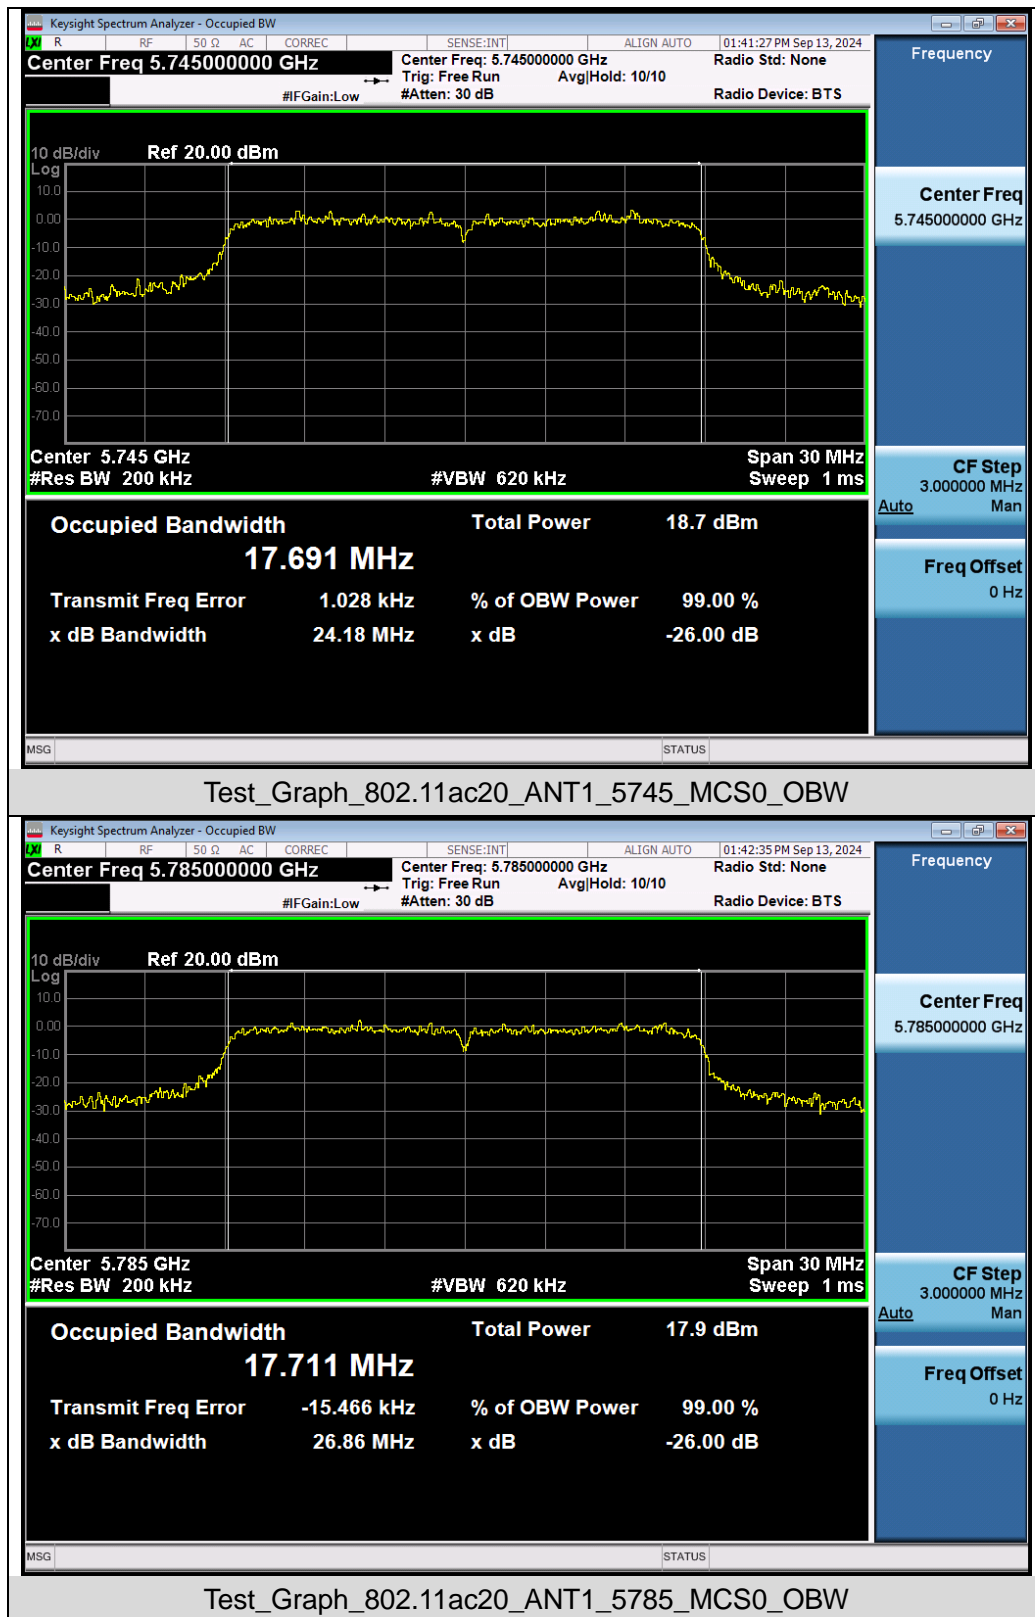 Keysight Spectrum Analyzer - Occupied BW
LXI R RF 50 Ω AC CORREC SENSE:INT ALIGN AUTO 01:41:27 PM Sep 13, 2024
Center Freq 5.745000000 GHz
Center Freq: 5.745000000 GHz Radio Std: None
Trig: Free Run Avg|Hold: 10/10
#IFGain:Low #Atten: 30 dB Radio Device: BTS
Frequency
10 dB/div Ref 20.00 dBm
Log
10.0
0.00
-10.0
-20.0
-30.0
-40.0
-50.0
-60.0
-70.0
Center 5.745 GHz Span 30 MHz
#Res BW 200 kHz #VBW 620 kHz Sweep 1 ms
Center Freq
5.745000000 GHz
CF Step
3.000000 MHz
Auto Man
Freq Offset
0 Hz
Occupied Bandwidth Total Power 18.7 dBm
17.691 MHz
Transmit Freq Error 1.028 kHz % of OBW Power 99.00 %
x dB Bandwidth 24.18 MHz x dB -26.00 dB
MSG STATUS
Test_Graph_802.11ac20_ANT1_5745_MCS0_OBW
Keysight Spectrum Analyzer - Occupied BW
LXI R RF 50 Ω AC CORREC SENSE:INT ALIGN AUTO 01:42:35 PM Sep 13, 2024
Center Freq 5.785000000 GHz
Center Freq: 5.785000000 GHz Radio Std: None
Trig: Free Run Avg|Hold: 10/10
#IFGain:Low #Atten: 30 dB Radio Device: BTS
Frequency
10 dB/div Ref 20.00 dBm
Log
10.0
0.00
-10.0
-20.0
-30.0
-40.0
-50.0
-60.0
-70.0
Center 5.785 GHz Span 30 MHz
#Res BW 200 kHz #VBW 620 kHz Sweep 1 ms
Center Freq
5.785000000 GHz
CF Step
3.000000 MHz
Auto Man
Freq Offset
0 Hz
Occupied Bandwidth Total Power 17.9 dBm
17.711 MHz
Transmit Freq Error -15.466 kHz % of OBW Power 99.00 %
x dB Bandwidth 26.86 MHz x dB -26.00 dB
MSG STATUS
Test_Graph_802.11ac20_ANT1_5785_MCS0_OBW